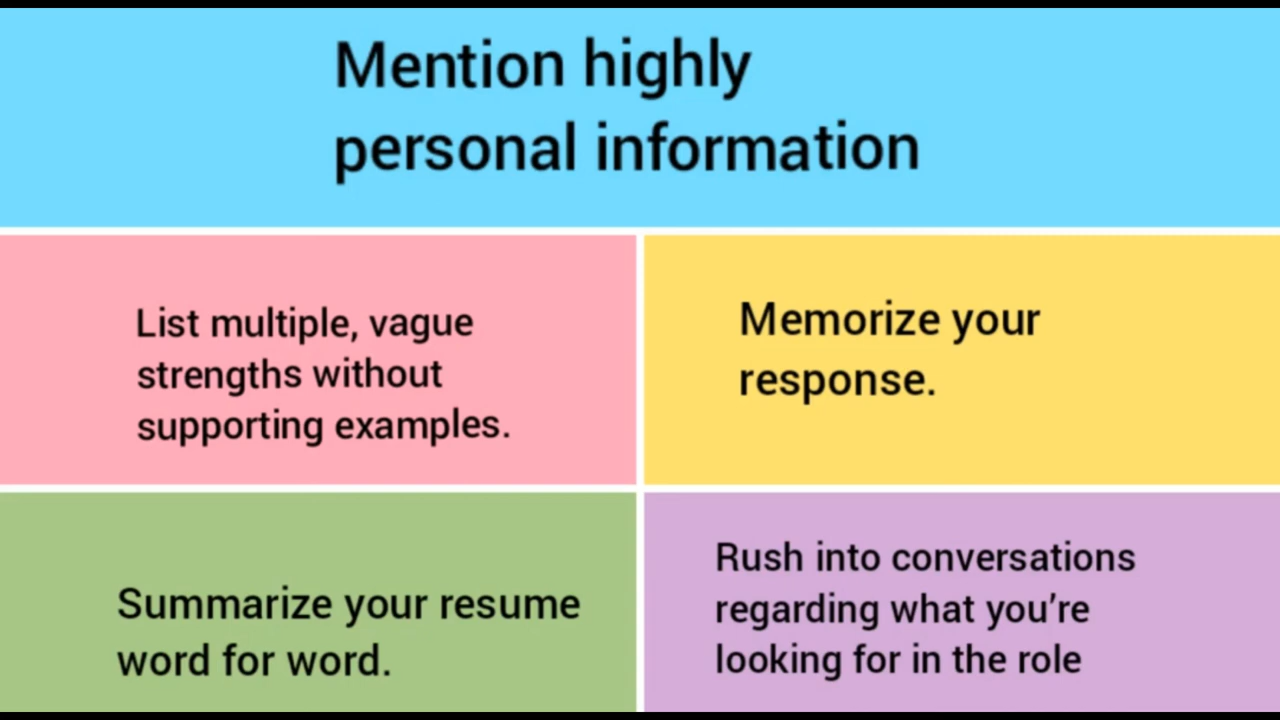 Mention highly
personal information
List multiple, vague
strengths without
supporting examples.
Memorize your
response.
Summarize your resume
word for word.
Rush into conversations
regarding what you're
looking for in the role